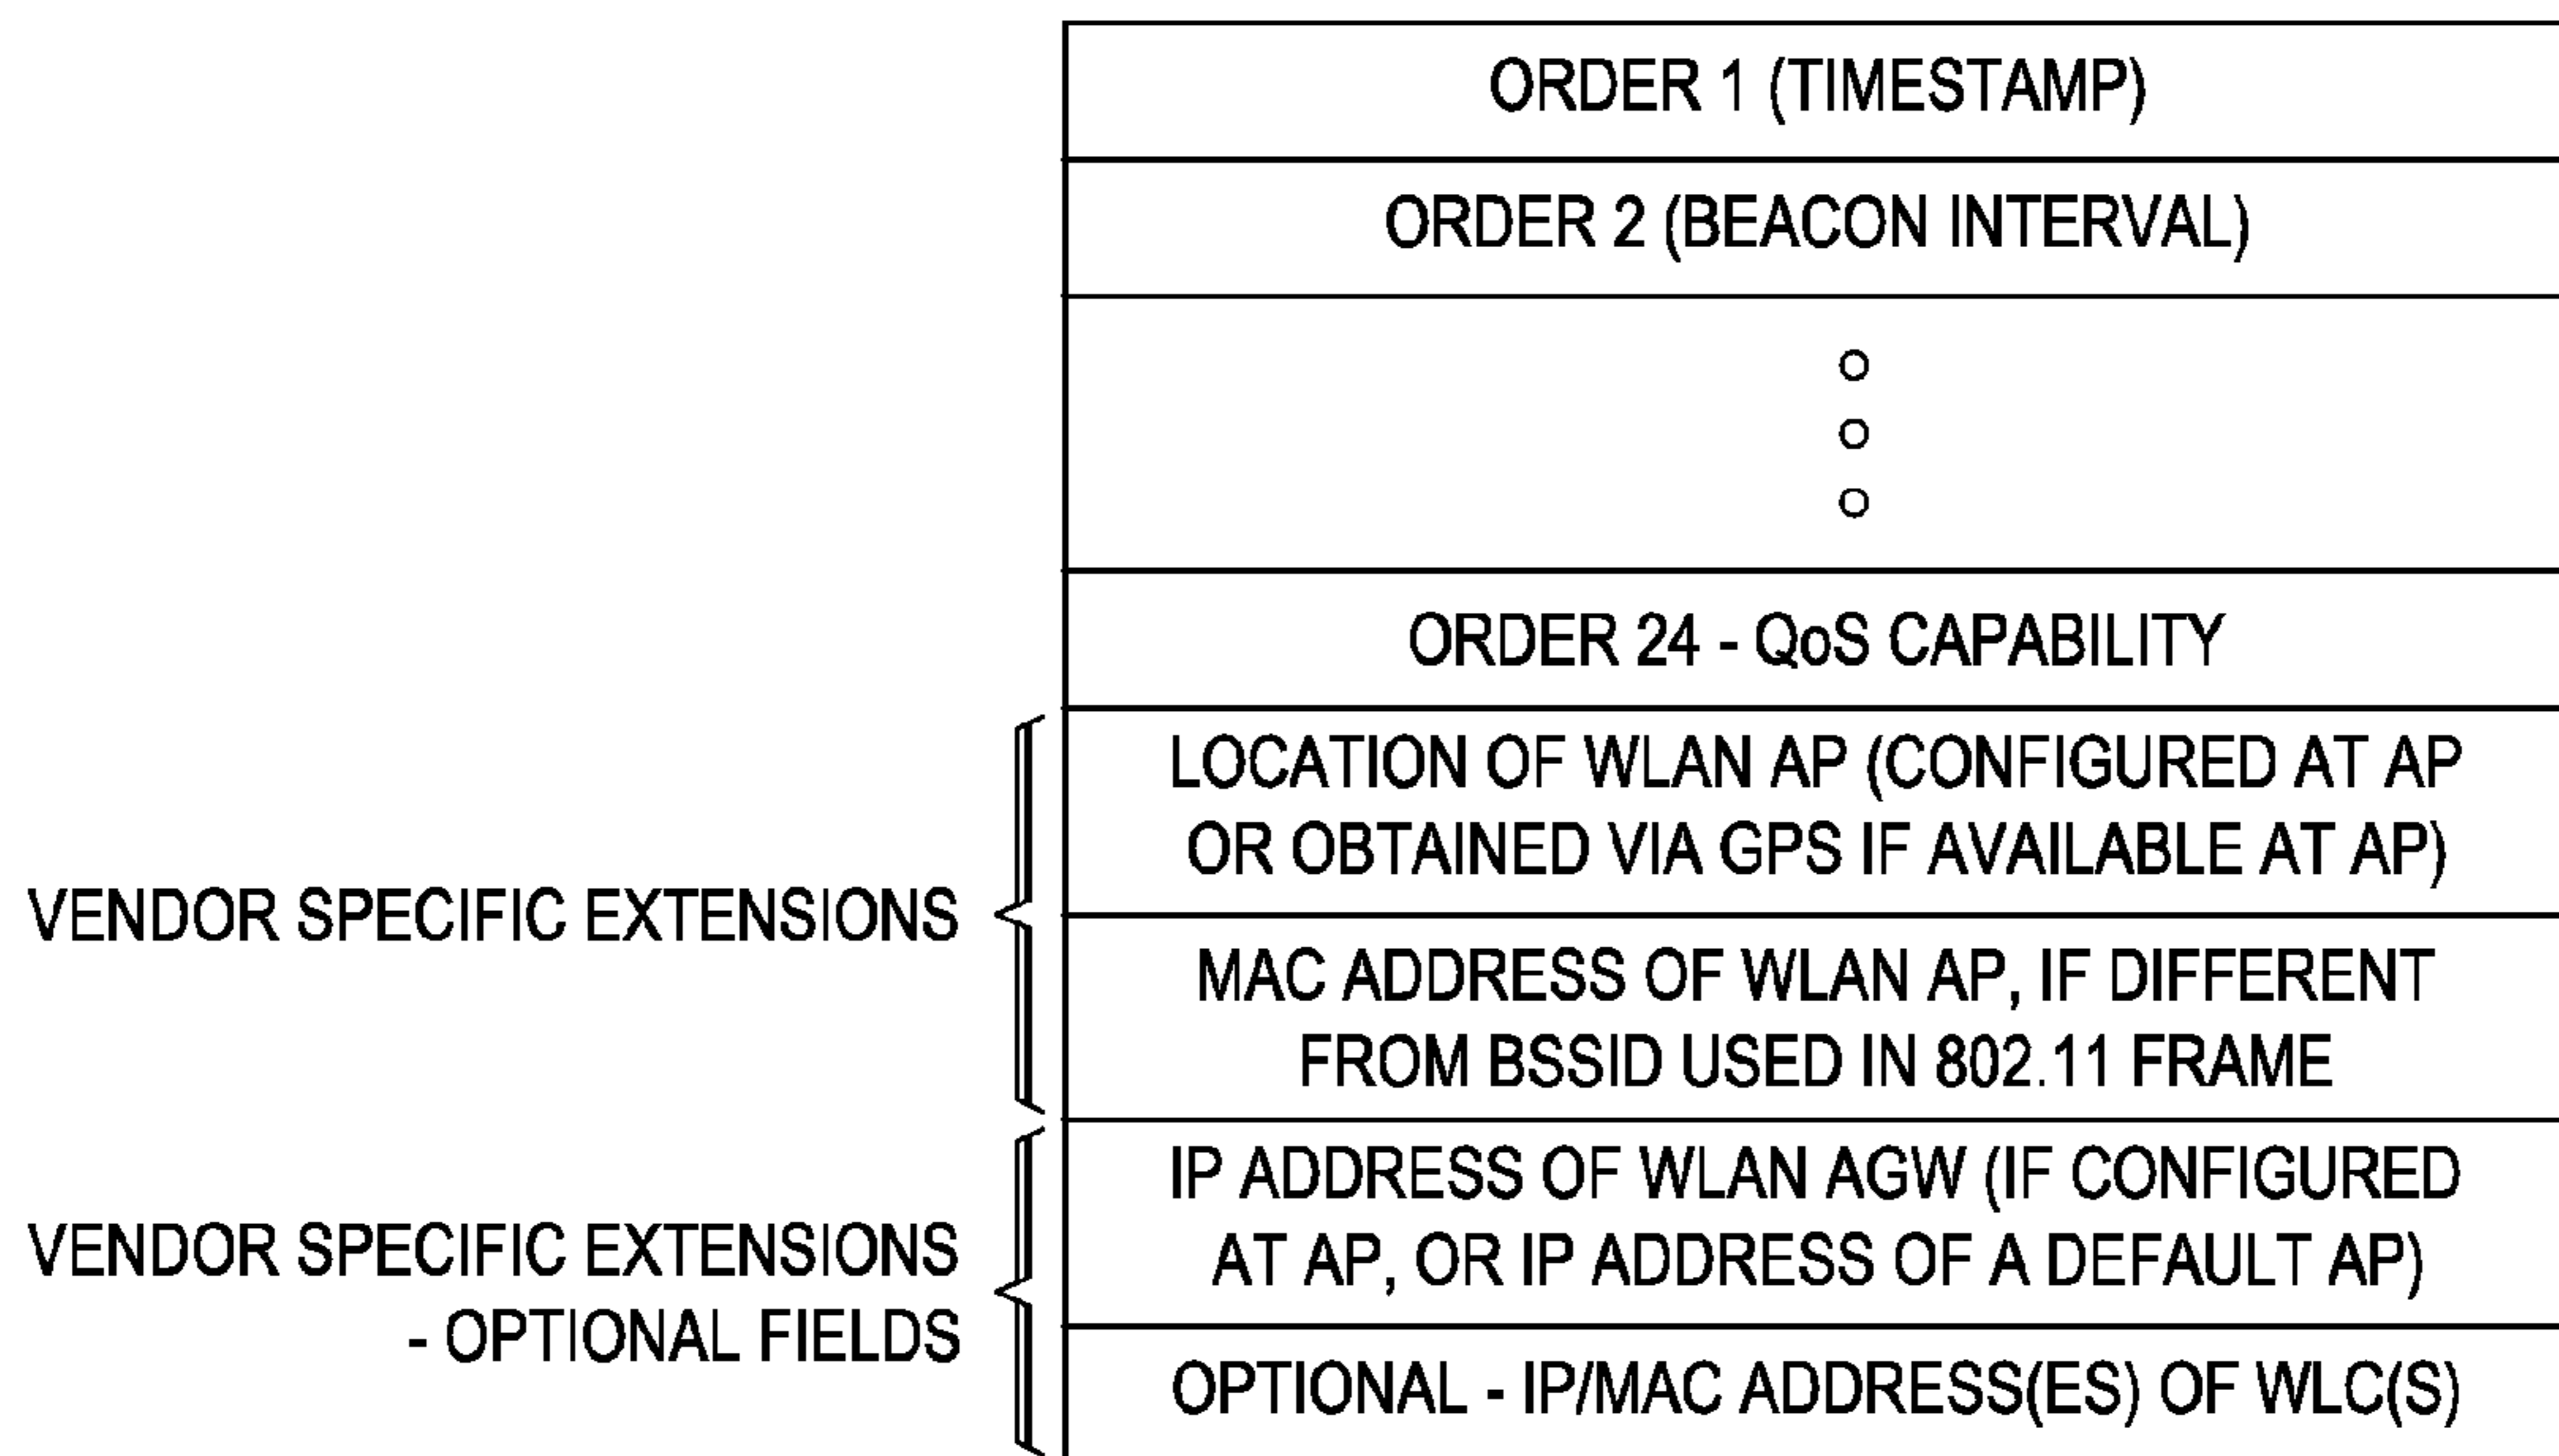 ORDER 1 (TIMESTAMP)
ORDER 2 (BEACON INTERVAL)
ORDER 24 - QoS CAPABILITY
VENDOR SPECIFIC EXTENSIONS
LOCATION OF WLAN AP (CONFIGURED AT AP
OR OBTAINED VIA GPS IF AVAILABLE AT AP)
MAC ADDRESS OF WLAN AP, IF DIFFERENT
FROM BSSID USED IN 802.11 FRAME
VENDOR SPECIFIC EXTENSIONS
- OPTIONAL FIELDS
IP ADDRESS OF WLAN AGW (IF CONFIGURED
AT AP, OR IP ADDRESS OF A DEFAULT AP)
OPTIONAL - IP/MAC ADDRESS(ES) OF WLC(S)